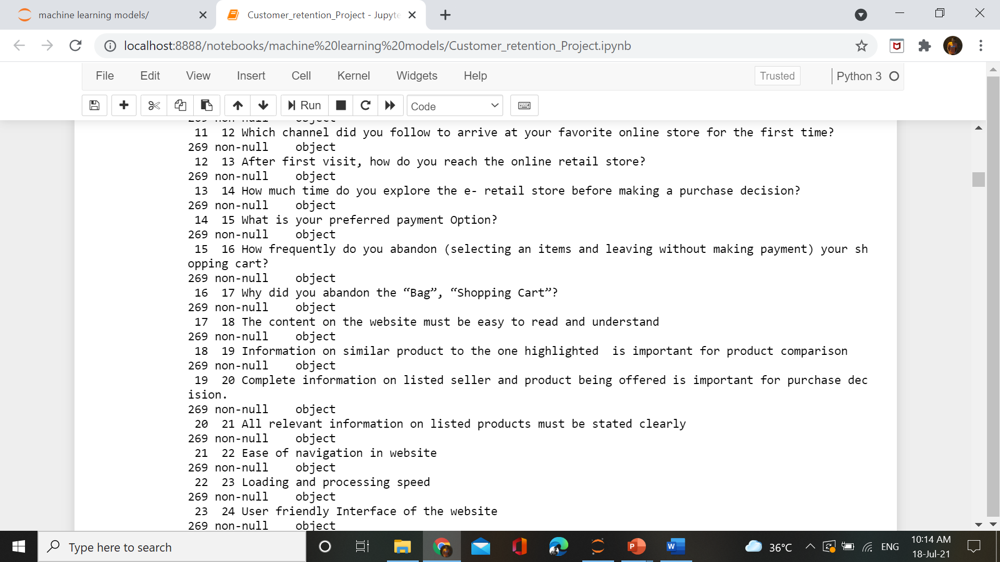 machine learning models/
Customer_retention_Project - Jupyte
localhost:8888/notebooks/machine%20learning%20models/Customer_retention_Project.ipynb
File Edit View Insert Cell Kernel Widgets Help Trusted Python 3
Run Code
269 non-null object
11 12 Which channel did you follow to arrive at your favorite online store for the first time?
269 non-null object
12 13 After first visit, how do you reach the online retail store?
269 non-null object
13 14 How much time do you explore the e- retail store before making a purchase decision?
269 non-null object
14 15 What is your preferred payment Option?
269 non-null object
15 16 How frequently do you abandon (selecting an items and leaving without making payment) your sh
opping cart?
269 non-null object
16 17 Why did you abandon the “Bag”, “Shopping Cart”?
269 non-null object
17 18 The content on the website must be easy to read and understand
269 non-null object
18 19 Information on similar product to the one highlighted  is important for product comparison
269 non-null object
19 20 Complete information on listed seller and product being offered is important for purchase dec
ision.
269 non-null object
20 21 All relevant information on listed products must be stated clearly
269 non-null object
21 22 Ease of navigation in website
269 non-null object
22 23 Loading and processing speed
269 non-null object
23 24 User friendly Interface of the website
269 non-null object
Type here to search
P
W
36°C
ENG
10:14 AM
18-Jul-21